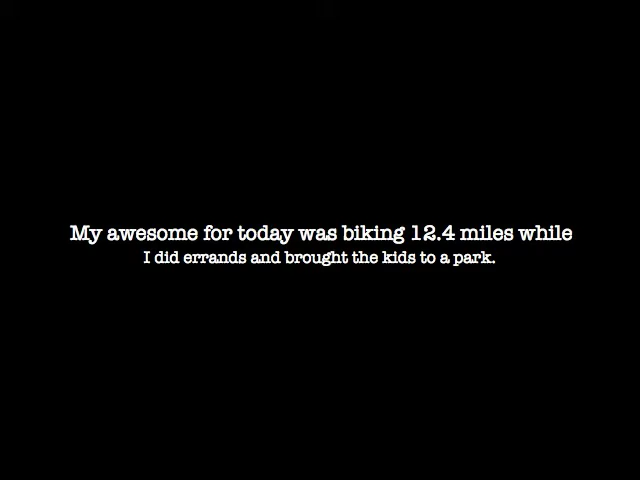 My awesome for today was biking 12.4 miles while
I did errands and brought the kids to a park.